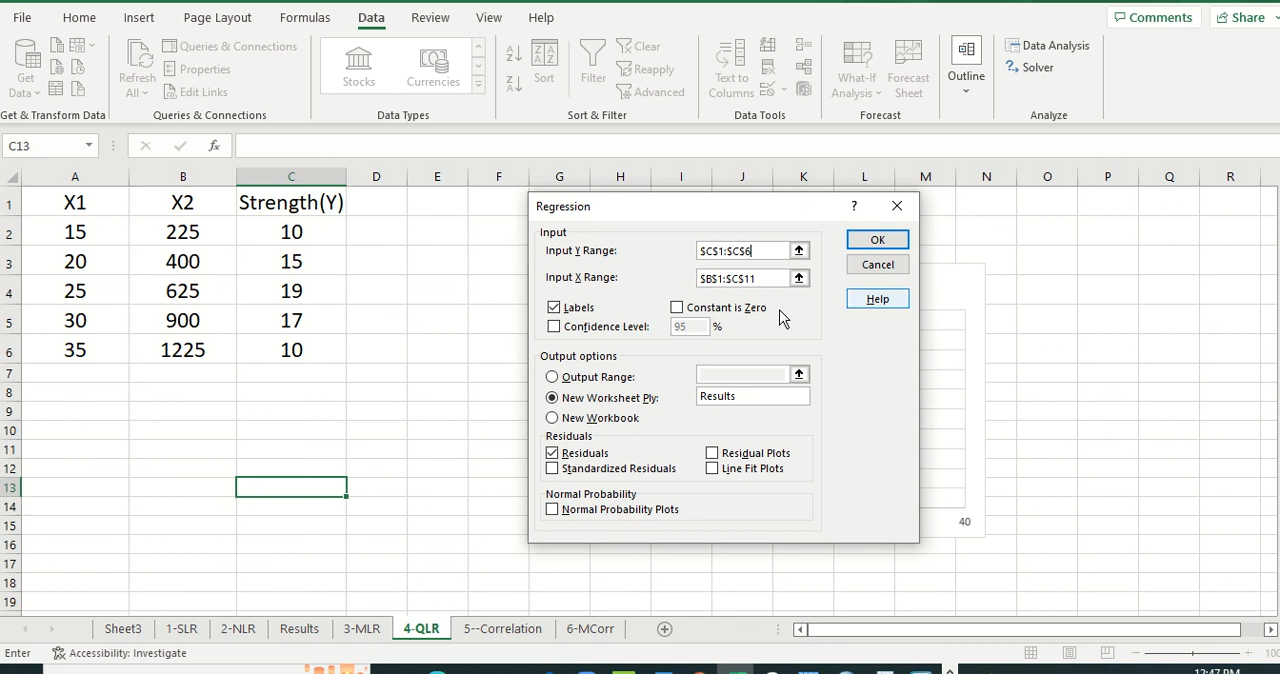 File Home Insert Page Layout Formulas Data Review View Help Comments Share
Get Data Refresh All Queries & Connections Properties Edit Links Stocks Currencies Sort Filter Clear Reapply Advanced Text to Columns What-If Analysis Forecast Sheet Outline Data Analysis Solver
Get & Transform Data Queries & Connections Data Types Sort & Filter Data Tools Forecast Analyze
C13 fx
A B C D E F G H I J K L M N O P Q R
1 X1 X2 Strength(Y)
2 15 225 10
3 20 400 15
4 25 625 19
5 30 900 17
6 35 1225 10
7
8
9
10
11
12
13
14
15
16
17
18
19
Regression ?
Input
Input Y Range: $C$1:$C$6 OK
Input X Range: $B$1:$C$11 Cancel
Labels Constant is Zero Help
Confidence Level: 95 %
Output options
Output Range:
New Worksheet Ply: Results
New Workbook
Residuals
Residuals Residual Plots
Standardized Residuals Line Fit Plots
Normal Probability
Normal Probability Plots
40
Sheet3 1-SLR 2-NLR Results 3-MLR 4-QLR 5--Correlation 6-MCorr
Enter Accessibility: Investigate 100
12:47 PM